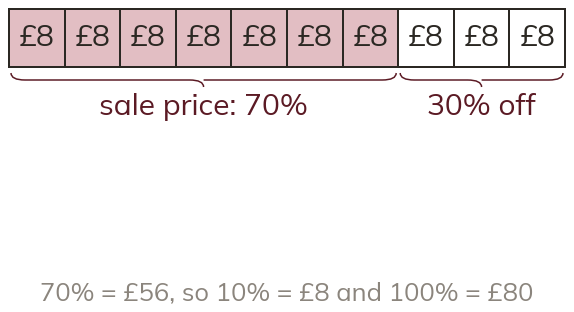 £8 £8 £8 £8 £8 £8 £8 £8 £8 £8
sale price: 70% 30% off
70% = £56, so 10% = £8 and 100% = £80